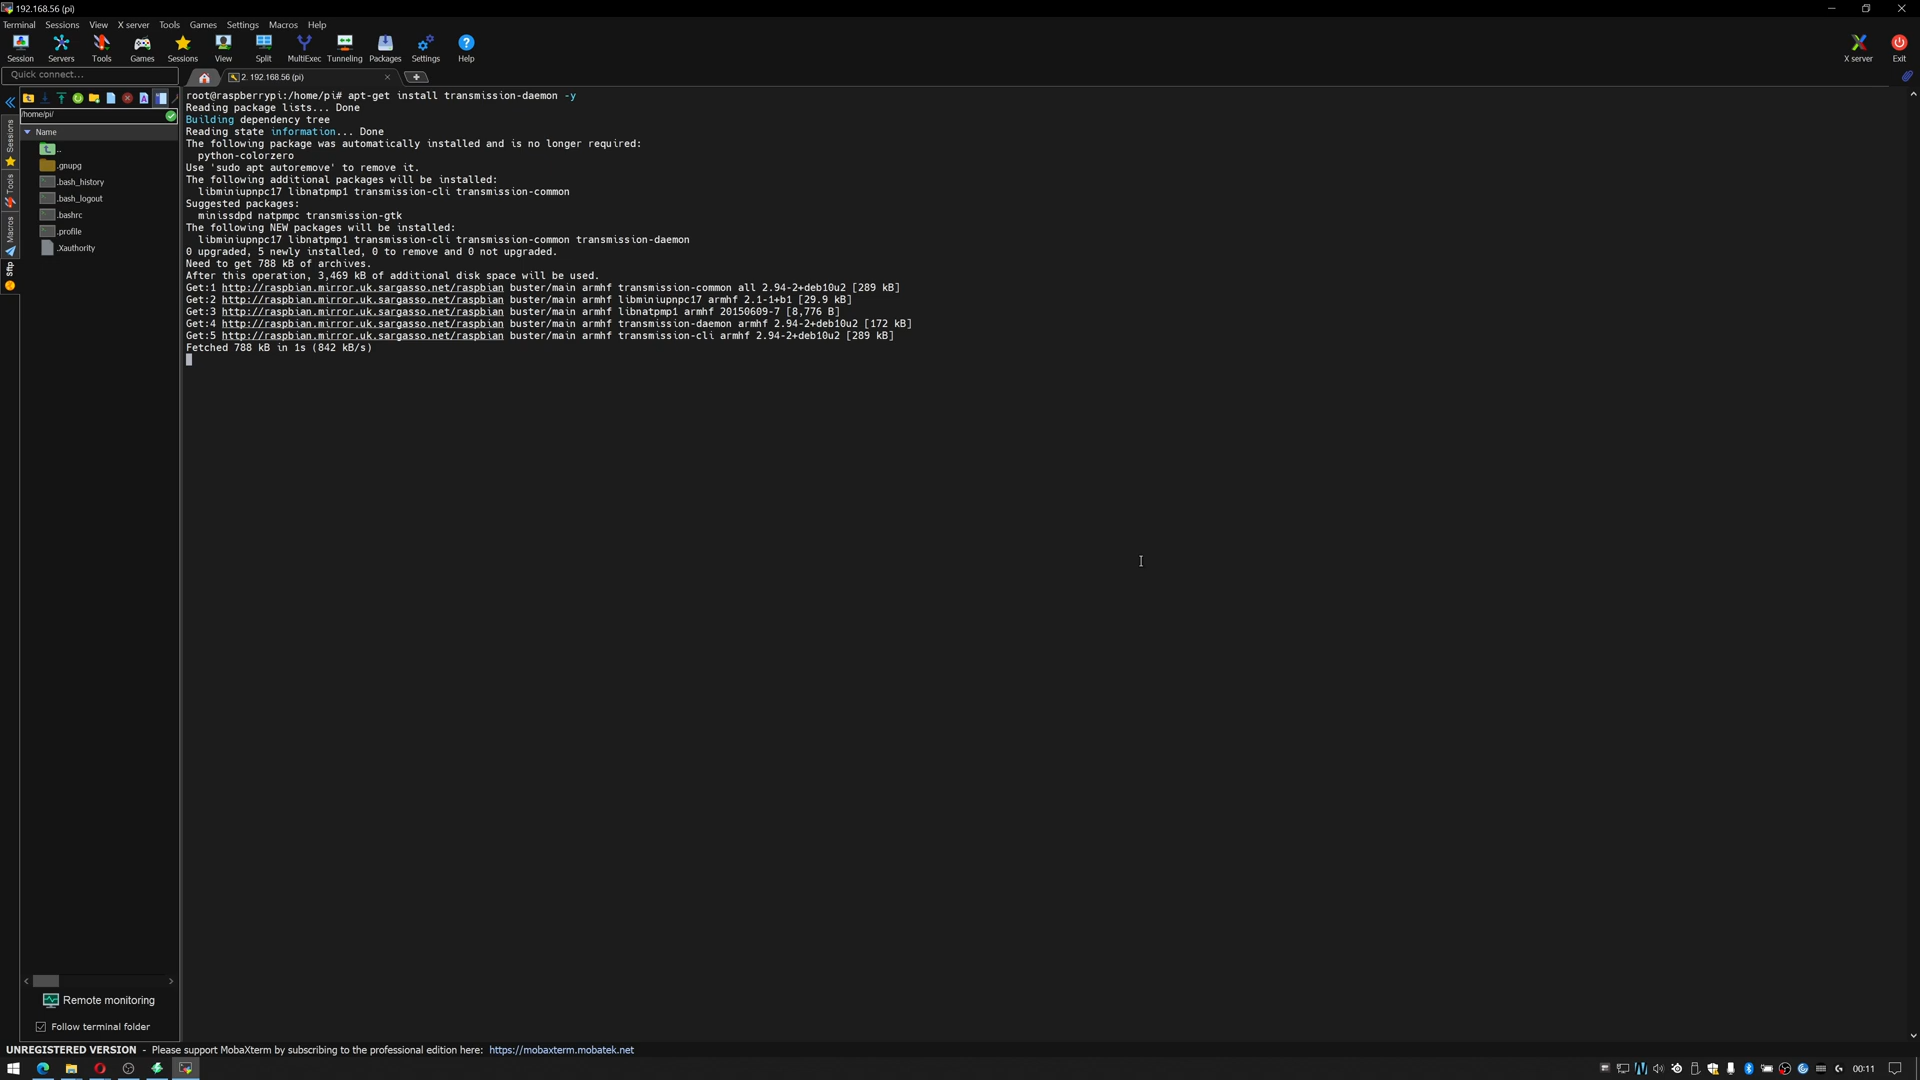 192.168.56 (pi)
Terminal Sessions View X server Tools Games Settings Macros Help
Session Servers Tools Games Sessions View Split MultiExec Tunneling Packages Settings Help X server Exit
Quick connect...
2. 192.168.56 (pi)
/home/pi/
Name
..
.gnupg
.bash_history
.bash_logout
.bashrc
.profile
.Xauthority
Sessions
Tools
Macros
Sftp
root@raspberrypi:/home/pi# apt-get install transmission-daemon -y
Reading package lists... Done
Building dependency tree
Reading state information... Done
The following package was automatically installed and is no longer required:
python-colorzero
Use 'sudo apt autoremove' to remove it.
The following additional packages will be installed:
libminiupnpc17 libnatpmp1 transmission-cli transmission-common
Suggested packages:
minissdpd natpmpc transmission-gtk
The following NEW packages will be installed:
libminiupnpc17 libnatpmp1 transmission-cli transmission-common transmission-daemon
0 upgraded, 5 newly installed, 0 to remove and 0 not upgraded.
Need to get 788 kB of archives.
After this operation, 3,469 kB of additional disk space will be used.
Get:1 http://raspbian.mirror.uk.sargasso.net/raspbian buster/main armhf transmission-common all 2.94-2+deb10u2 [289 kB]
Get:2 http://raspbian.mirror.uk.sargasso.net/raspbian buster/main armhf libminiupnpc17 armhf 2.1-1+b1 [29.9 kB]
Get:3 http://raspbian.mirror.uk.sargasso.net/raspbian buster/main armhf libnatpmp1 armhf 20150609-7 [8,776 B]
Get:4 http://raspbian.mirror.uk.sargasso.net/raspbian buster/main armhf transmission-daemon armhf 2.94-2+deb10u2 [172 kB]
Get:5 http://raspbian.mirror.uk.sargasso.net/raspbian buster/main armhf transmission-cli armhf 2.94-2+deb10u2 [289 kB]
Fetched 788 kB in 1s (842 kB/s)
Remote monitoring
Follow terminal folder
UNREGISTERED VERSION - Please support MobaXterm by subscribing to the professional edition here: https://mobaxterm.mobatek.net
00:11